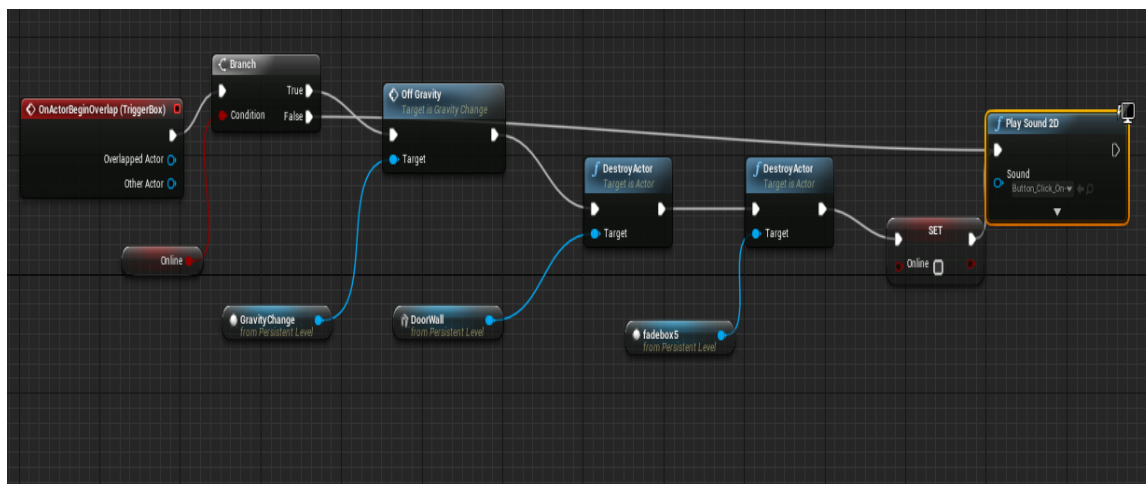 OnActorBeginOverlap (TriggerBox)
Overlapped Actor
Other Actor
Branch
True
Condition
False
Online
Off Gravity
Target is Gravity Change
Target
GravityChange
from Persistent Level
DestroyActor
Target is Actor
Target
DoorWall
from Persistent Level
DestroyActor
Target is Actor
Target
fadebox5
from Persistent Level
SET
Online
Play Sound 2D
Sound
Button_Click_On-